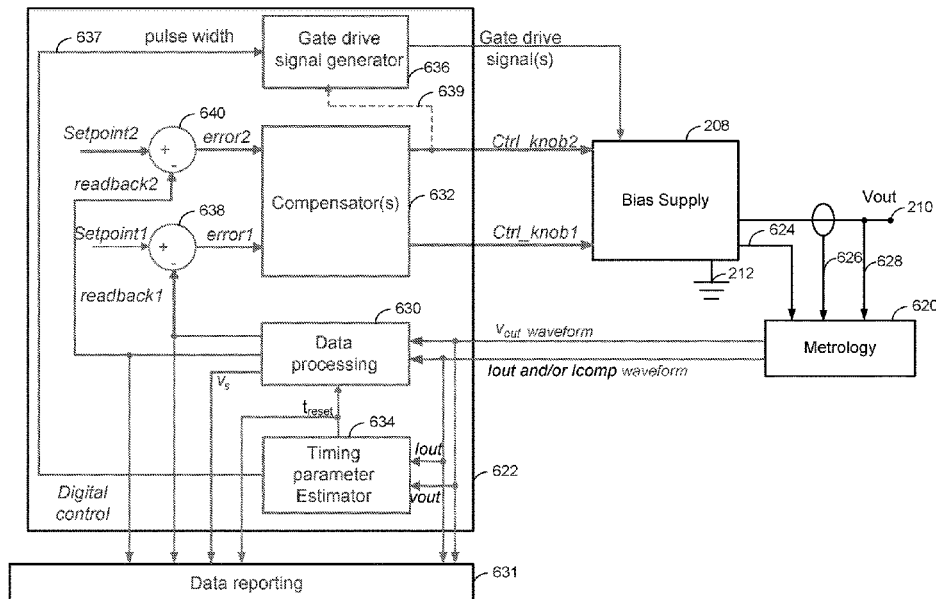 637
pulse width
Gate drive
signal generator
636
Gate drive
signal(s)
639
640
Setpoint2
+
-
error2
readback2
Compensator(s)
632
Ctrl_knob2
208
Bias Supply
638
Setpoint1
+
-
error1
readback1
Ctrl_knob1
Vout
210
624
626
628
212
620
Metrology
630
Data
processing
vout waveform
Iout and/or Icomp waveform
vs
treset
634
Timing
parameter
Estimator
Iout
vout
622
Digital
control
Data reporting
631